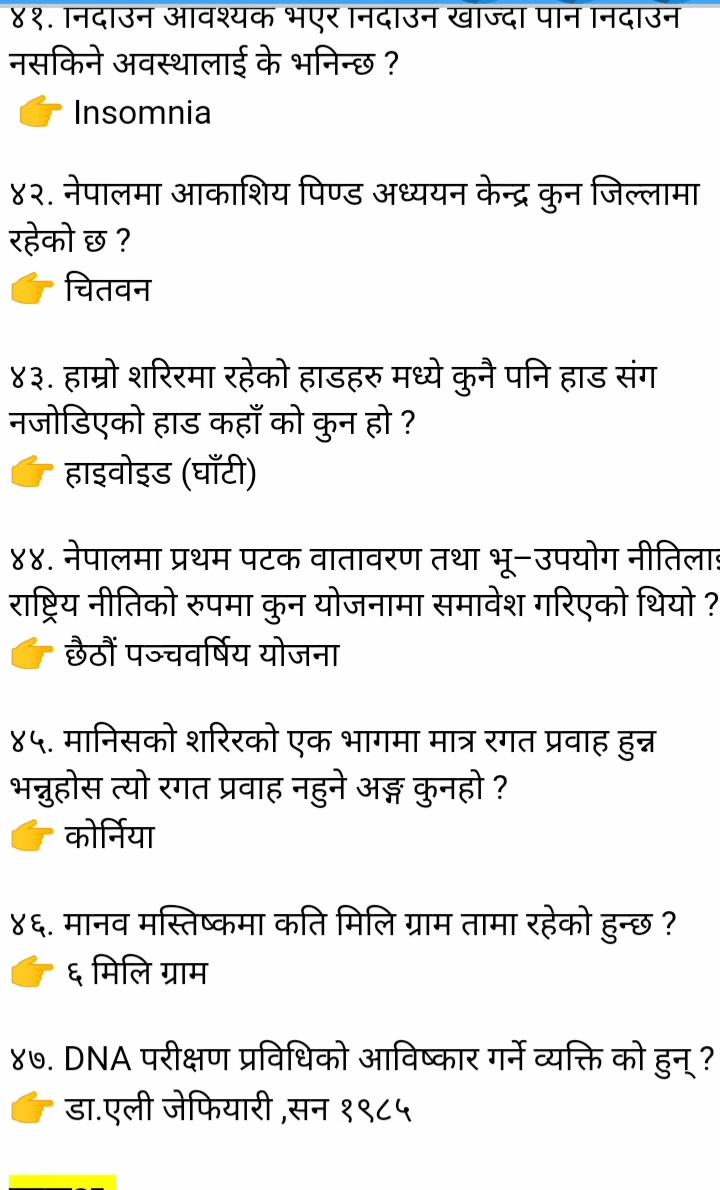 ४१. निदाउन आवश्यक भएर निदाउन खोज्दा पनि निदाउन
नसकिने अवस्थालाई के भनिन्छ ?
👉 Insomnia
४२. नेपालमा आकाशिय पिण्ड अध्ययन केन्द्र कुन जिल्लामा
रहेको छ ?
👉 चितवन
४३. हाम्रो शरिरमा रहेको हाडहरु मध्ये कुनै पनि हाड संग
नजोडिएको हाड कहाँ को कुन हो ?
👉 हाइवोइड (घाँटी)
४४. नेपालमा प्रथम पटक वातावरण तथा भू–उपयोग नीतिलाई
राष्ट्रिय नीतिको रुपमा कुन योजनामा समावेश गरिएको थियो ?
👉 छैठौं पञ्चवर्षिय योजना
४५. मानिसको शरिरको एक भागमा मात्र रगत प्रवाह हुन्न
भन्नुहोस त्यो रगत प्रवाह नहुने अङ्ग कुनहो ?
👉 कोर्निया
४६. मानव मस्तिष्कमा कति मिलि ग्राम तामा रहेको हुन्छ ?
👉 ६ मिलि ग्राम
४७. DNA परीक्षण प्रविधिको आविष्कार गर्ने व्यक्ति को हुन् ?
👉 डा.एली जेफियारी ,सन १९८५